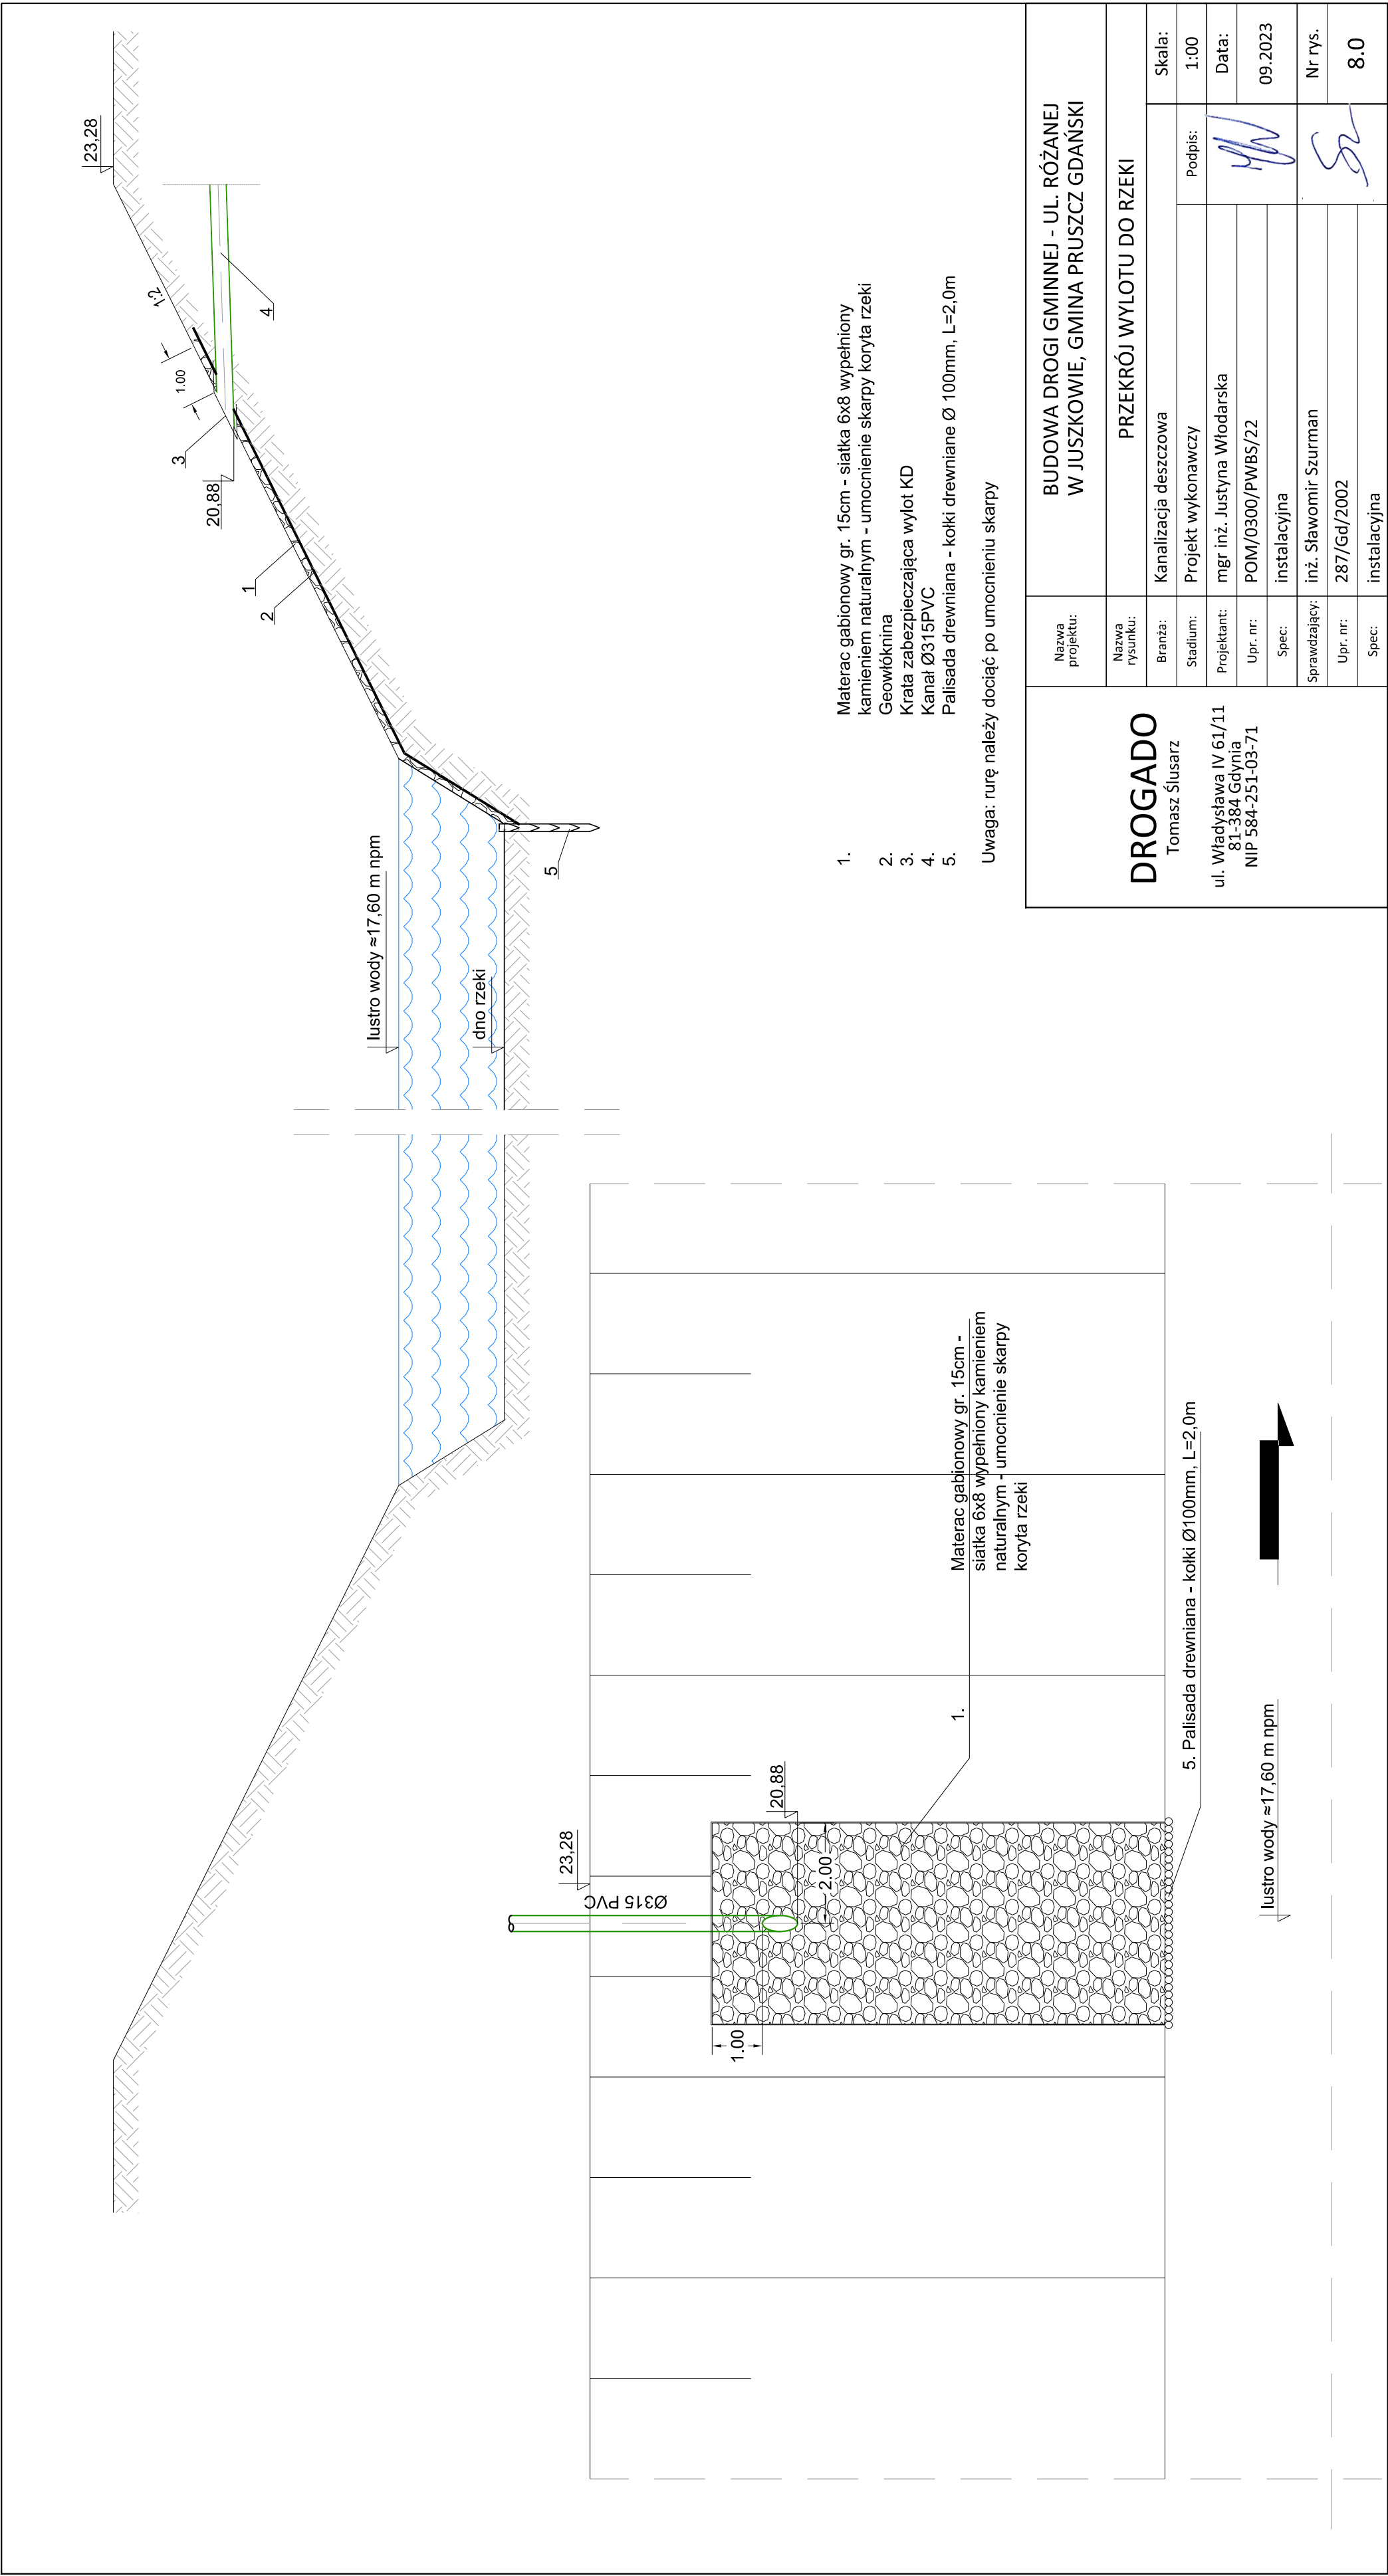 23,28
1:2
1.00
3
20,88
4
1
2
lustro wody ≈17,60 m npm
dno rzeki
5
1. Materac gabionowy gr. 15cm - siatka 6x8 wypełniony
kamieniem naturalnym - umocnienie skarpy koryta rzeki
2. Geowłóknina
3. Krata zabezpieczająca wylot KD
4. Kanał Ø315PVC
5. Palisada drewniana - kołki drewniane Ø 100mm, L=2,0m
Uwaga: rurę należy dociąć po umocnieniu skarpy
23,28
Ø315 PVC
20,88
2.00
1.00
1.
Materac gabionowy gr. 15cm -
siatka 6x8 wypełniony kamieniem
naturalnym - umocnienie skarpy
koryta rzeki
5. Palisada drewniana - kołki Ø100mm, L=2,0m
lustro wody ≈17,60 m npm
DROGADO
Tomasz Ślusarz
ul. Władysława IV 61/11
81-384 Gdynia
NIP 584-251-03-71
Nazwa
projektu:
BUDOWA DROGI GMINNEJ - UL. RÓŻANEJ
W JUSZKOWIE, GMINA PRUSZCZ GDAŃSKI
Nazwa
rysunku:
PRZEKRÓJ WYLOTU DO RZEKI
Branża: Kanalizacja deszczowa Skala:
Stadium: Projekt wykonawczy Podpis: 1:00
Projektant: mgr inż. Justyna Włodarska Data:
Upr. nr: POM/0300/PWBS/22 09.2023
Spec: instalacyjna
Sprawdzający: inż. Sławomir Szurman Nr rys.
Upr. nr: 287/Gd/2002 8.0
Spec: instalacyjna